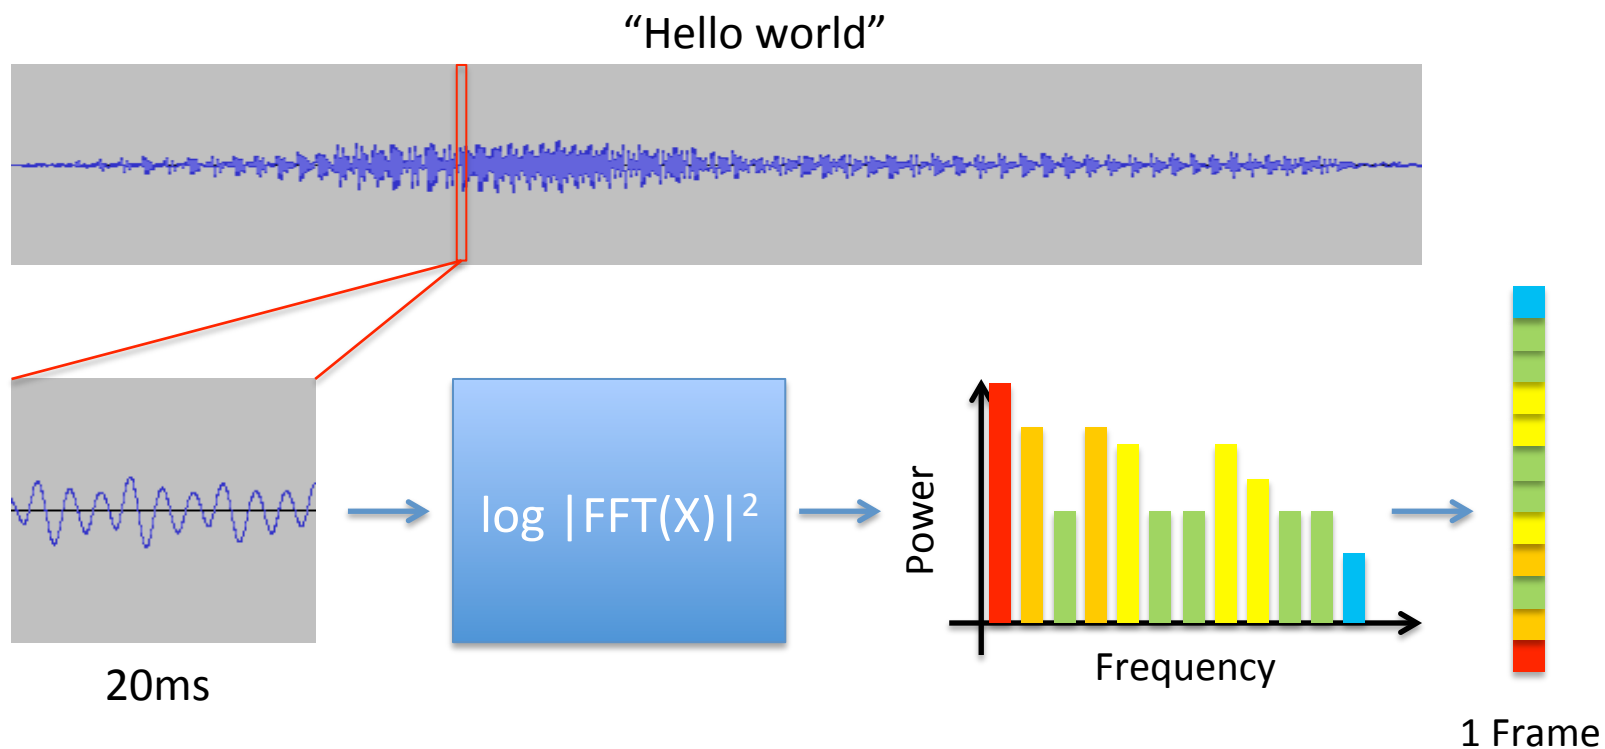 “Hello world”
20ms
log |FFT(X)|²
Power
Frequency
1 Frame